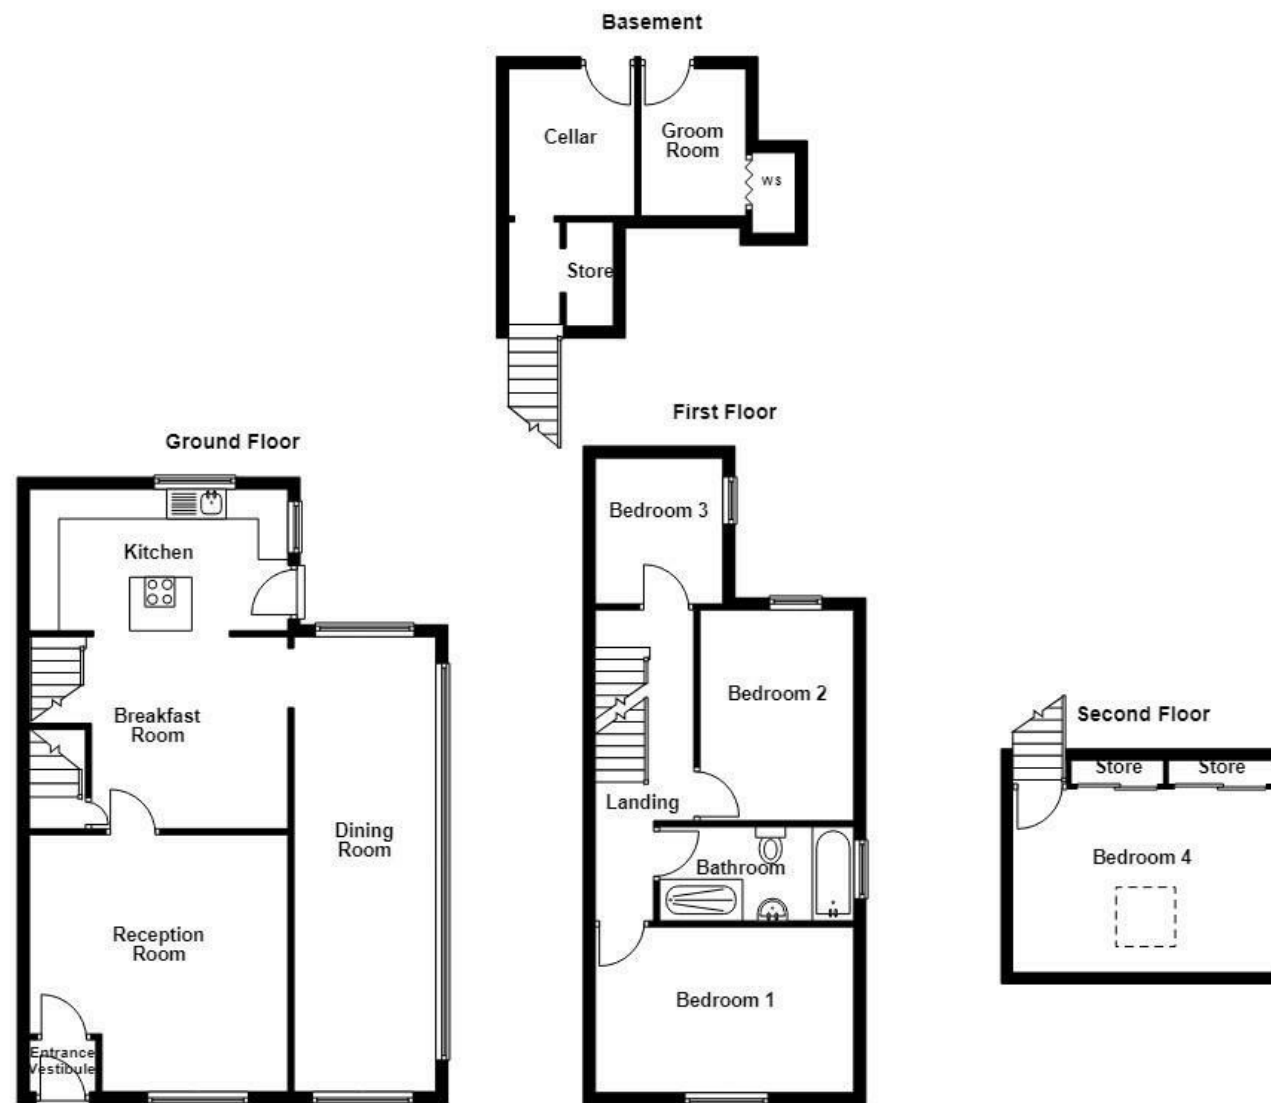 Basement
Cellar
Groom
Room
ws
Store
First Floor
Ground Floor
Bedroom 3
Kitchen
Bedroom 2
Breakfast
Room
Second Floor
Store
Store
Landing
Dining
Room
Bathroom
Bedroom 4
Reception
Room
Bedroom 1
Entrance
Vestibule